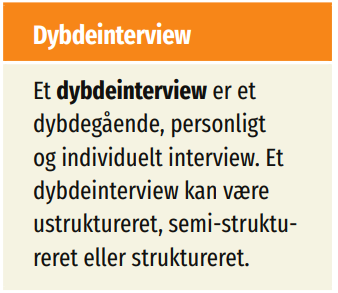 Dybdeinterview
Et dybdeinterview er et
dybdegående, personligt
og individuelt interview. Et
dybdeinterview kan være
ustruktureret, semi-struktu-
reret eller struktureret.